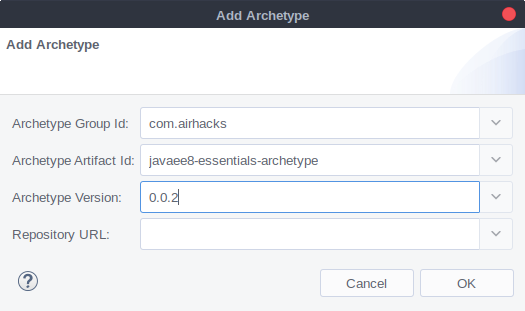 Add Archetype
Add Archetype
Archetype Group Id: com.airhacks
Archetype Artifact Id: javaee8-essentials-archetype
Archetype Version: 0.0.2
Repository URL:
? Cancel OK